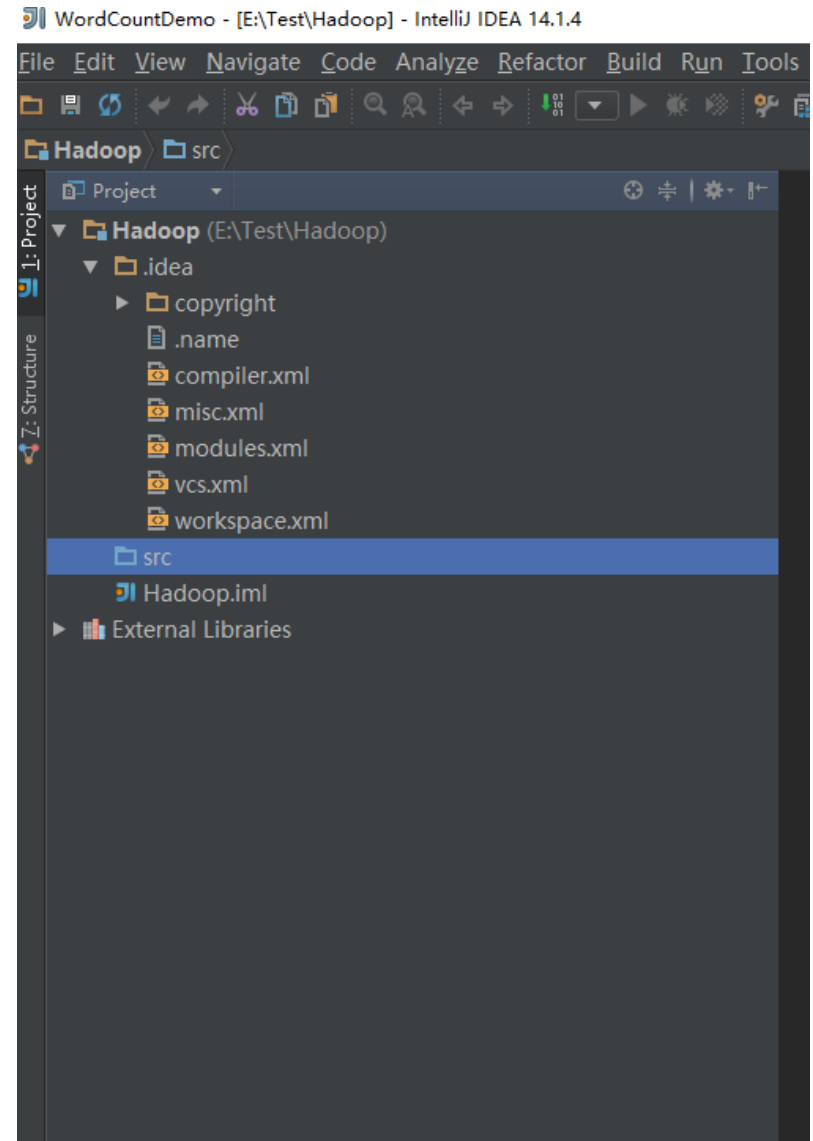 WordCountDemo - [E:\Test\Hadoop] - IntelliJ IDEA 14.1.4
File Edit View Navigate Code Analyze Refactor Build Run Tools
Hadoop src
1: Project
Project
Hadoop (E:\Test\Hadoop)
.idea
copyright
.name
compiler.xml
misc.xml
modules.xml
vcs.xml
workspace.xml
src
Hadoop.iml
External Libraries
7: Structure